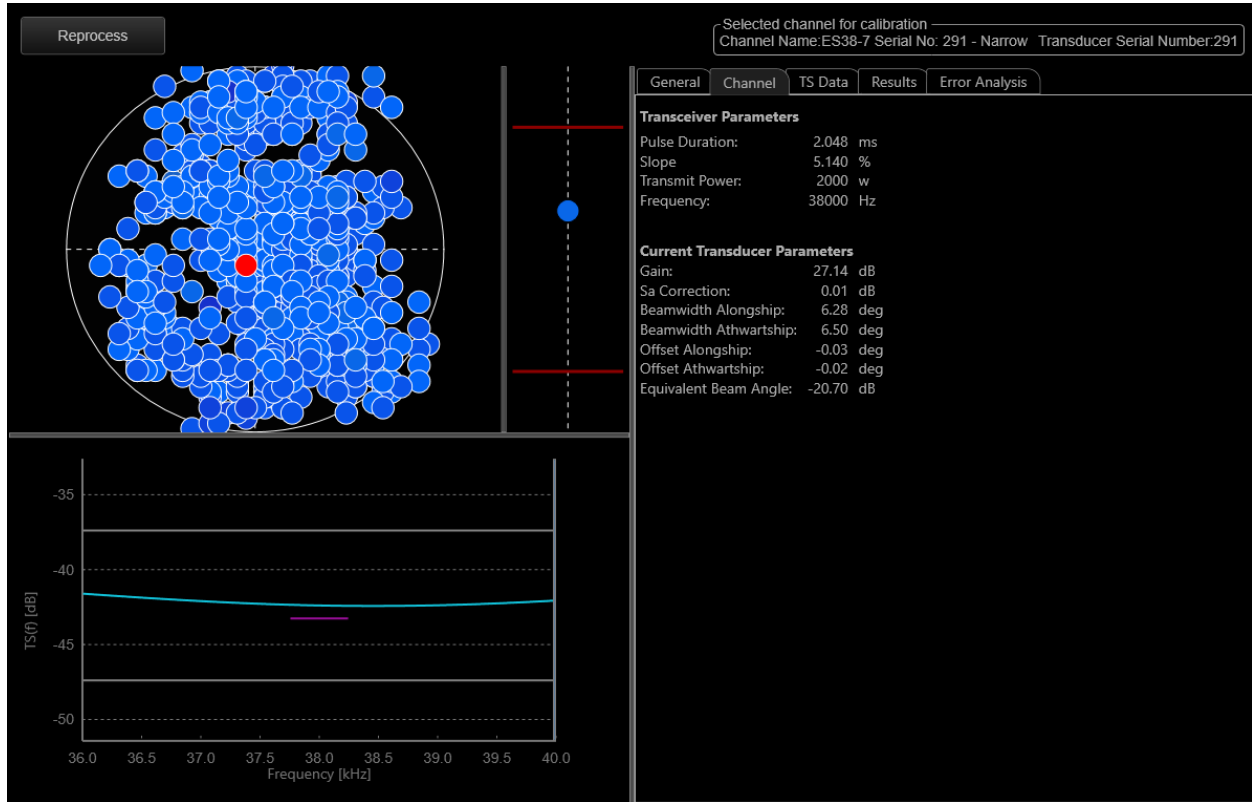 Reprocess
Selected channel for calibration
Channel Name:ES38-7 Serial No: 291 - Narrow Transducer Serial Number:291
General Channel TS Data Results Error Analysis
Transceiver Parameters
Pulse Duration: 2.048 ms
Slope 5.140 %
Transmit Power: 2000 w
Frequency: 38000 Hz
Current Transducer Parameters
Gain: 27.14 dB
Sa Correction: 0.01 dB
Beamwidth Alongship: 6.28 deg
Beamwidth Athwartship: 6.50 deg
Offset Alongship: -0.03 deg
Offset Athwartship: -0.02 deg
Equivalent Beam Angle: -20.70 dB
TS(f) [dB]
-35
-40
-45
-50
36.0 36.5 37.0 37.5 38.0 38.5 39.0 39.5 40.0
Frequency [kHz]